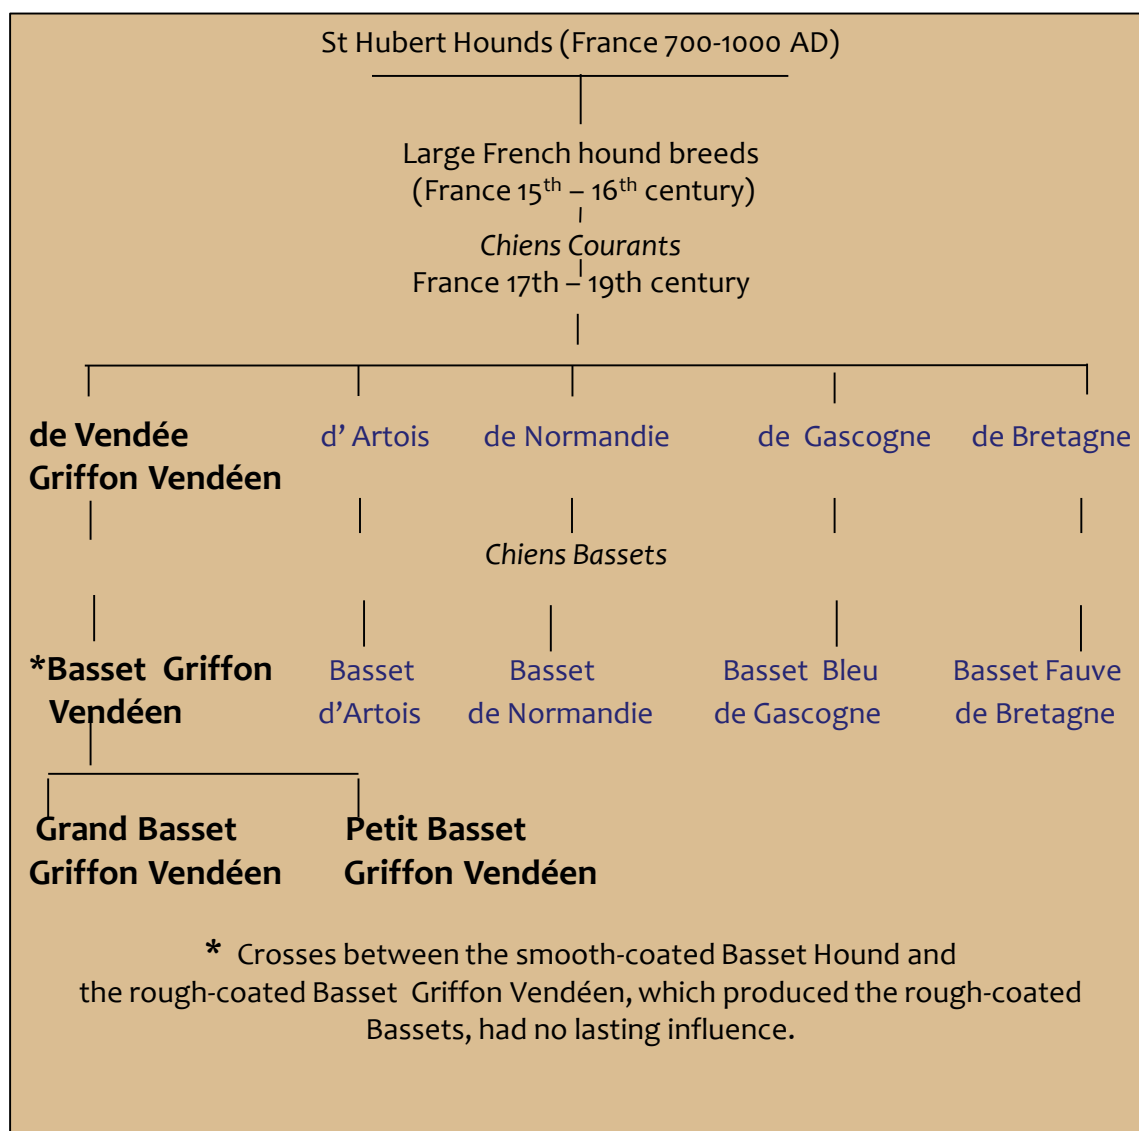 St Hubert Hounds (France 700-1000 AD)
Large French hound breeds
(France 15th – 16th century)
Chiens Courants
France 17th – 19th century
de Vendée d' Artois de Normandie de Gascogne de Bretagne
Griffon Vendéen
Chiens Bassets
*Basset Griffon Basset Basset Basset Bleu Basset Fauve
Vendéen d’Artois de Normandie de Gascogne de Bretagne
Grand Basset Petit Basset
Griffon Vendéen Griffon Vendéen
* Crosses between the smooth-coated Basset Hound and
the rough-coated Basset Griffon Vendéen, which produced the rough-coated
Bassets, had no lasting influence.